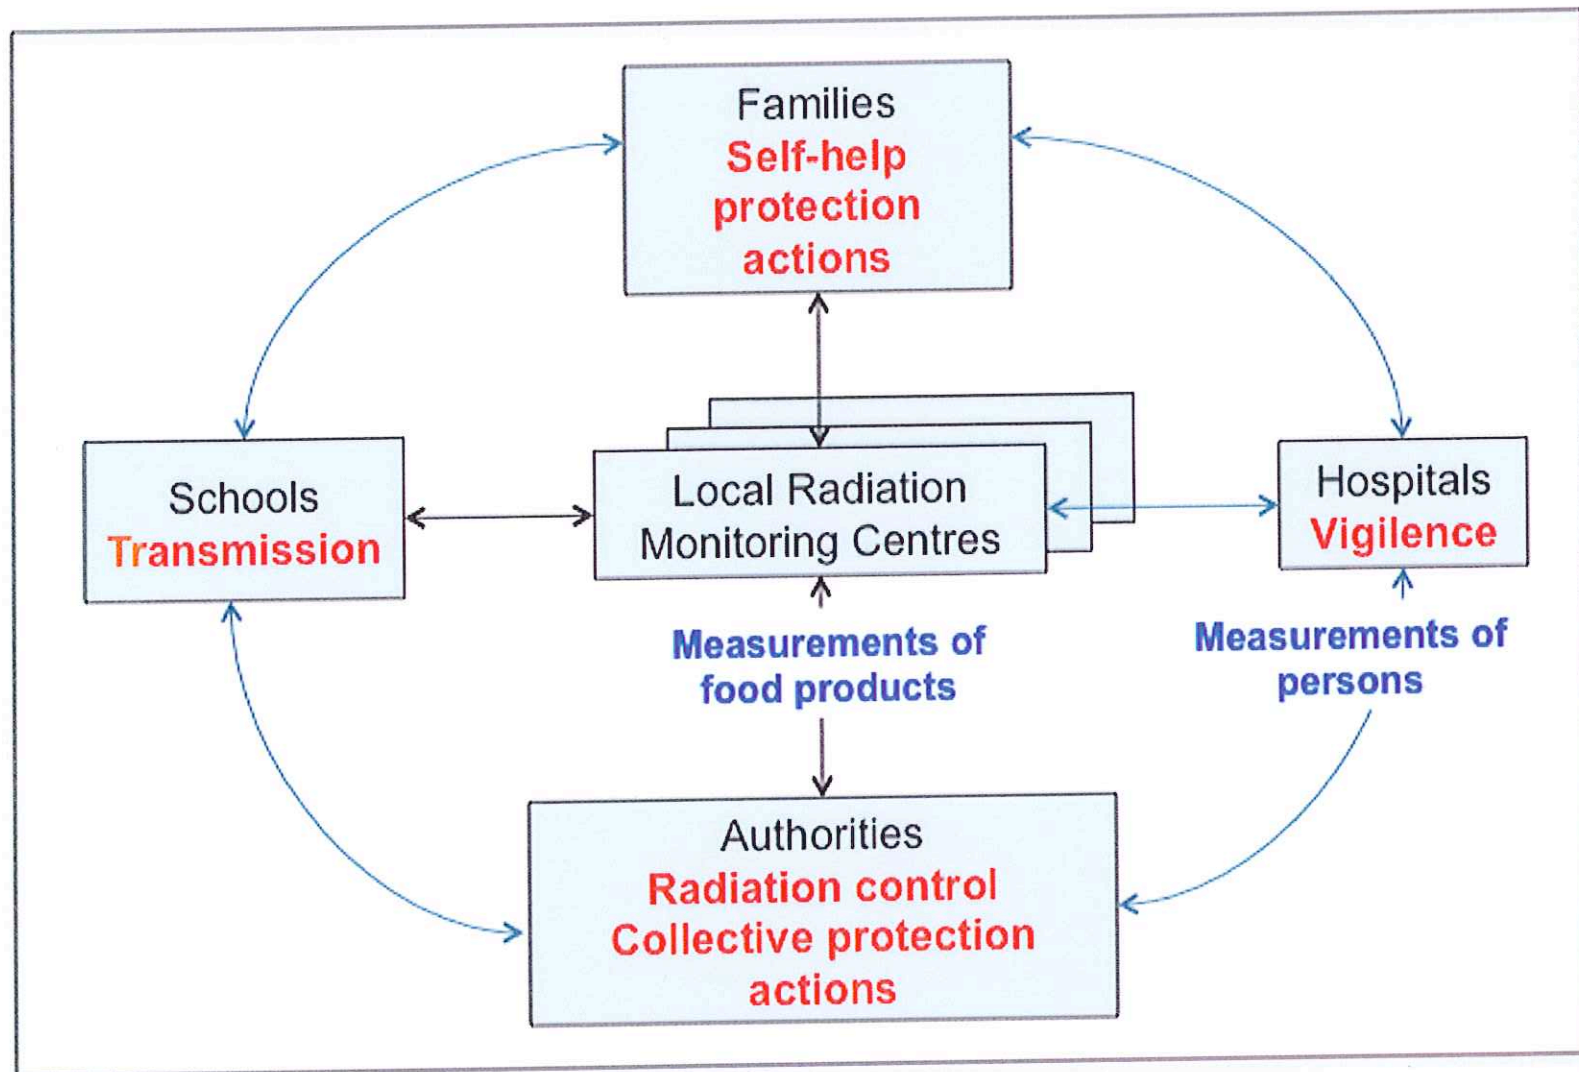 Families
Self-help
protection
actions
Schools
Transmission
Local Radiation
Monitoring Centres
Hospitals
Vigilence
Measurements of
food products
Measurements of
persons
Authorities
Radiation control
Collective protection
actions